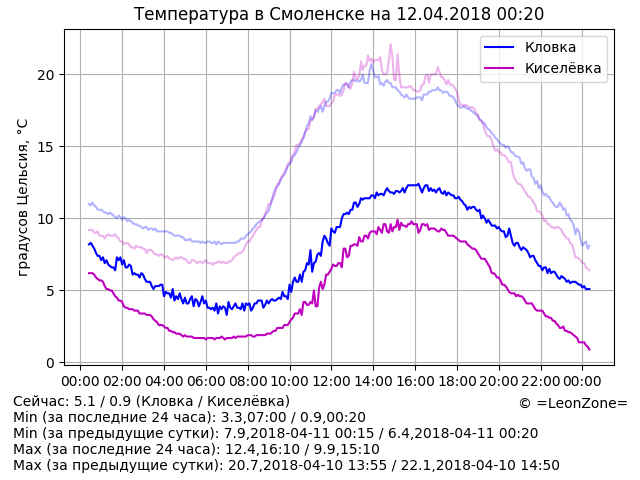 Температура в Смоленске на 12.04.2018 00:20
градусов Цельсия, °C
20
15
10
5
0
Кловка
Киселёвка
00:00 02:00 04:00 06:00 08:00 10:00 12:00 14:00 16:00 18:00 20:00 22:00 00:00
Сейчас: 5.1 / 0.9 (Кловка / Киселёвка)
© =LeonZone=
Min (за последние 24 часа): 3.3,07:00 / 0.9,00:20
Min (за предыдущие сутки): 7.9,2018-04-11 00:15 / 6.4,2018-04-11 00:20
Max (за последние 24 часа): 12.4,16:10 / 9.9,15:10
Max (за предыдущие сутки): 20.7,2018-04-10 13:55 / 22.1,2018-04-10 14:50